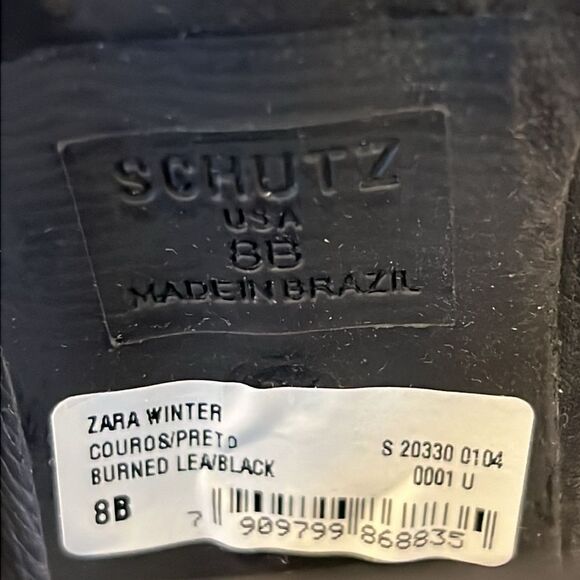 SCHUTZ
USA
8B
MADE IN BRAZIL
ZARA WINTER
COUROS/PRETO
BURNED LEA/BLACK
8B
S 20330 0104
0001 U
7 909799 868835